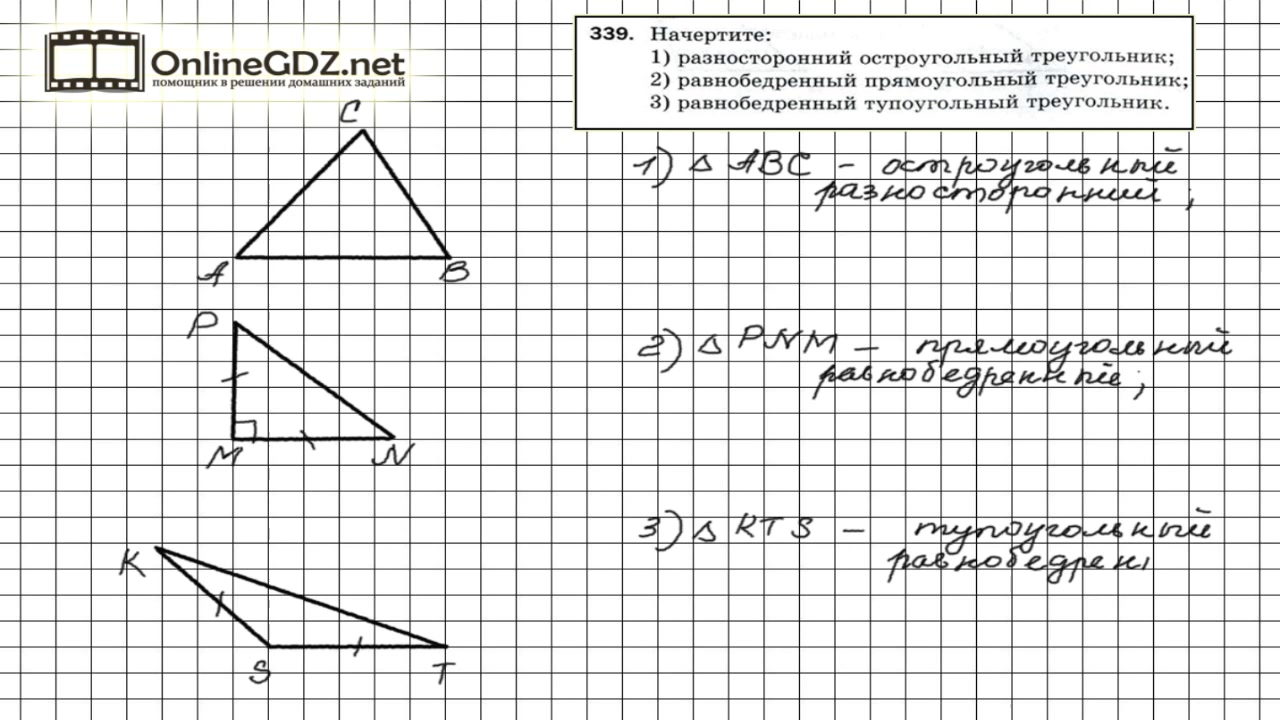 OnlineGDZ.net
помощник в решении домашних заданий
339. Начертите:
1) разносторонний остроугольный треугольник;
2) равнобедренный прямоугольный треугольник;
3) равнобедренный тупоугольный треугольник.
C
A
B
1) △ ABC – остроугольный
разносторонний ;
P
M
N
2) △ PNM – прямоугольный
равнобедренный ;
K
S
T
3) △ KTS – тупоугольный
равнобедрен